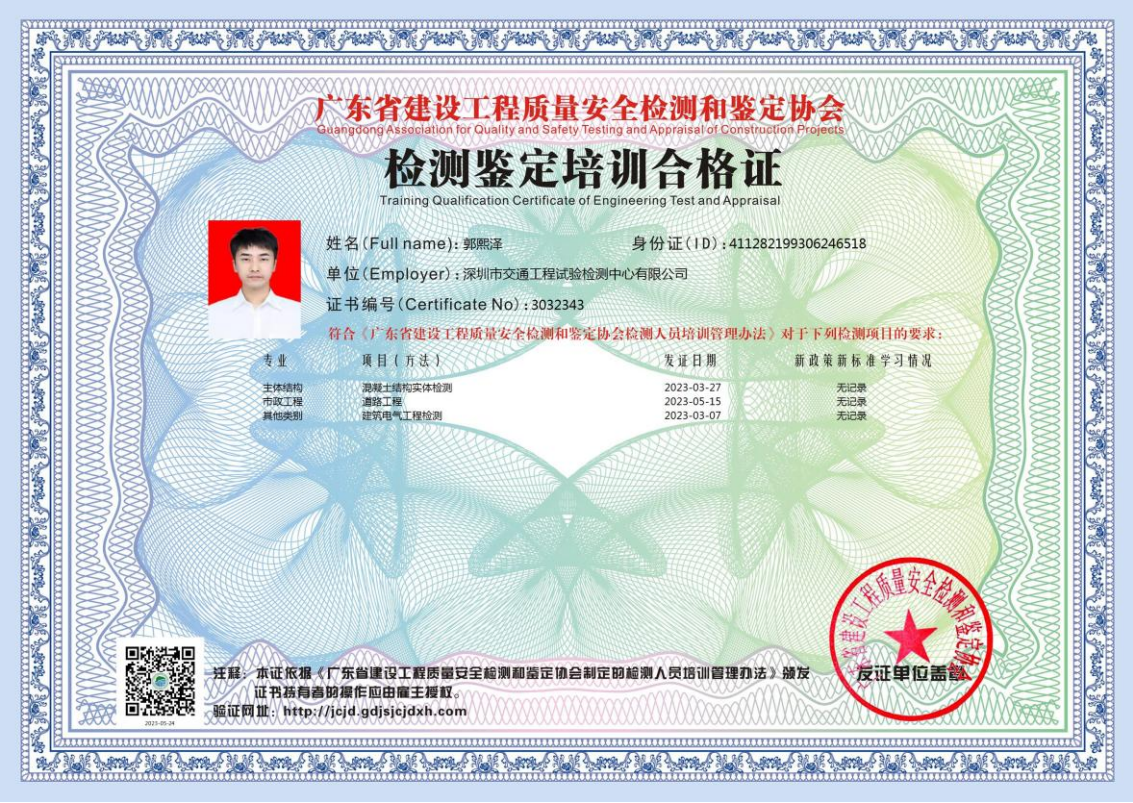 广东省建设工程质量安全检测和鉴定协会
Guangdong Association for Quality and Safety Testing and Appraisal of Construction Projects
检测鉴定培训合格证
Training Qualification Certificate of Engineering Test and Appraisal
姓名(Full name): 郭熙泽 身份证(ID): 411282199306246518
单位(Employer): 深圳市交通工程试验检测中心有限公司
证书编号(Certificate No): 3032343
符合《广东省建设工程质量安全检测和鉴定协会检测人员培训管理办法》对于下列检测项目的要求:
专业 项目(方法) 发证日期 新政策新标准学习情况
主体结构 混凝土结构实体检测 2023-03-27 无记录
市政工程 道路工程 2023-05-15 无记录
其他类别 建筑电气工程检测 2023-03-07 无记录
广东省建设工程质量安全检测和鉴定协会
发证单位盖章
注释: 本证依据《广东省建设工程质量安全检测和鉴定协会制定的检测人员培训管理办法》颁发
证书持有者的操作应由雇主授权。
验证网址: http://jcjd.gdjsjcjdxh.com
2023-05-24